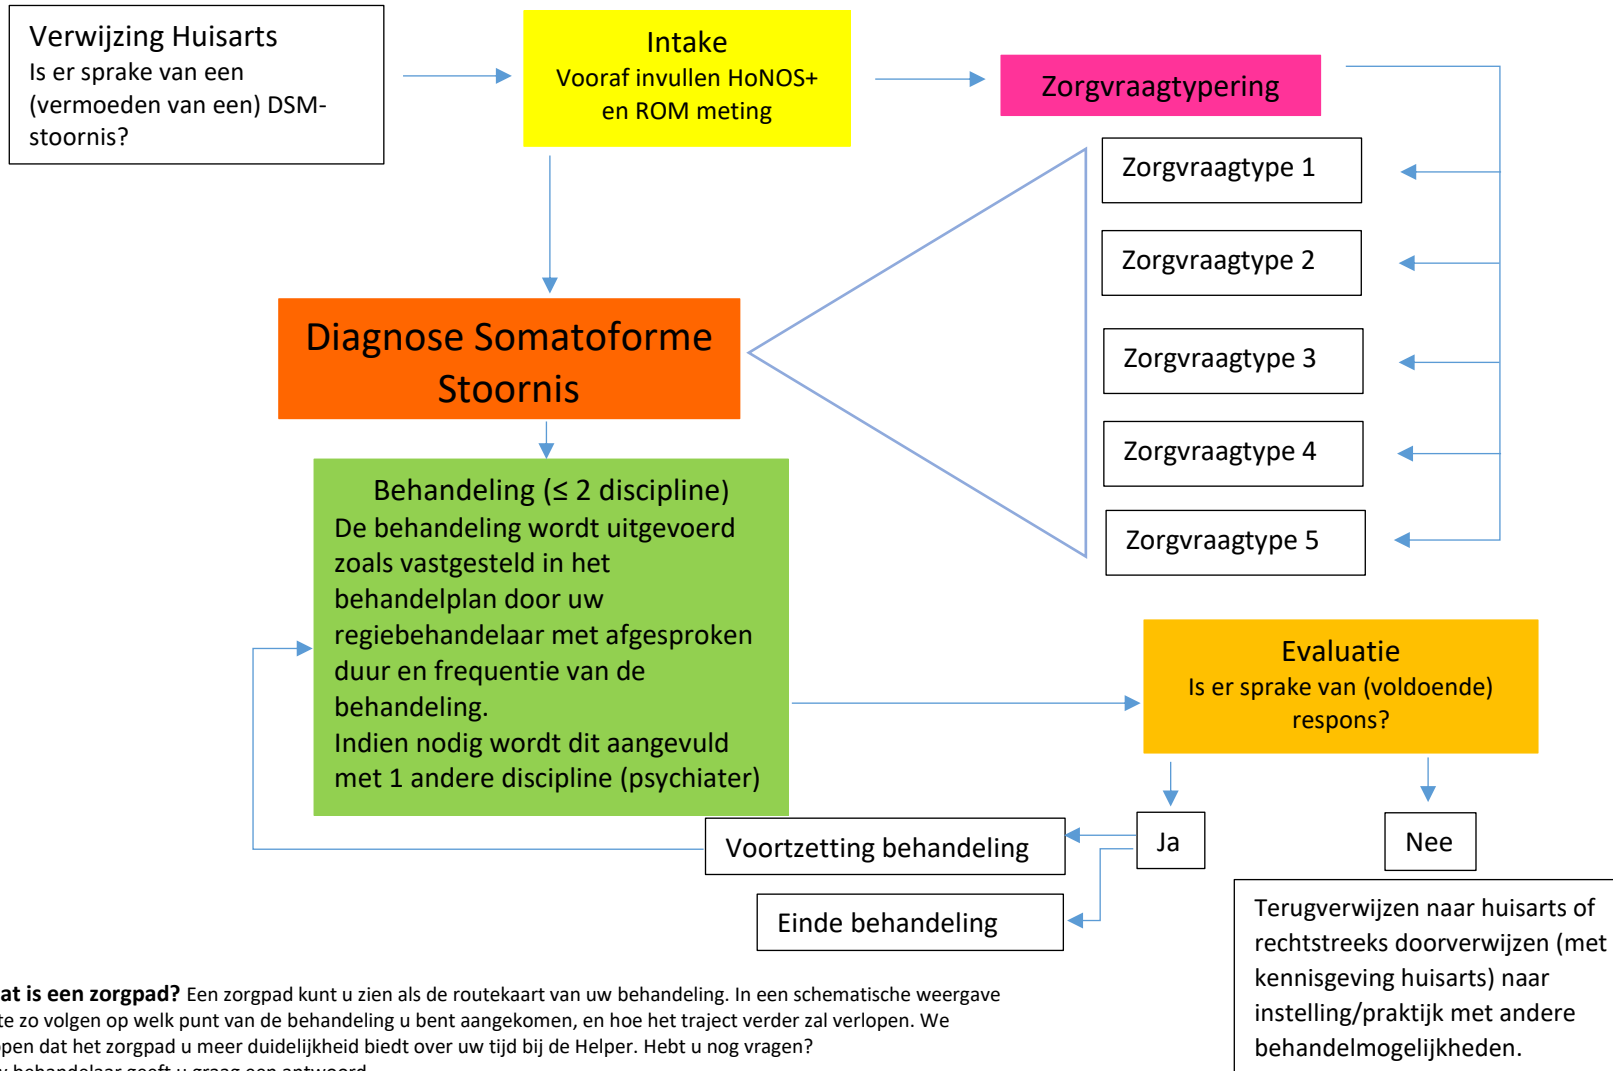 Verwijzing Huisarts
Is er sprake van een
(vermoeden van een) DSM-
stoornis?
Intake
Vooraf invullen HoNOS+
en ROM meting
Zorgvraagtypering
Zorgvraagtype 1
Zorgvraagtype 2
Zorgvraagtype 3
Zorgvraagtype 4
Zorgvraagtype 5
Diagnose Somatoforme
Stoornis
Behandeling (≤ 2 discipline)
De behandeling wordt uitgevoerd
zoals vastgesteld in het
behandelplan door uw
regiebehandelaar met afgesproken
duur en frequentie van de
behandeling.
Indien nodig wordt dit aangevuld
met 1 andere discipline (psychiater)
Evaluatie
Is er sprake van (voldoende)
respons?
Ja
Nee
Voortzetting behandeling
Einde behandeling
Terugverwijzen naar huisarts of
rechtstreeks doorverwijzen (met
kennisgeving huisarts) naar
instelling/praktijk met andere
behandelmogelijkheden.
at is een zorgpad? Een zorgpad kunt u zien als de routekaart van uw behandeling. In een schematische weergave
te zo volgen op welk punt van de behandeling u bent aangekomen, en hoe het traject verder zal verlopen. We
pen dat het zorgpad u meer duidelijkheid biedt over uw tijd bij de Helper. Hebt u nog vragen?
behandelaar geeft u graag een antwoord